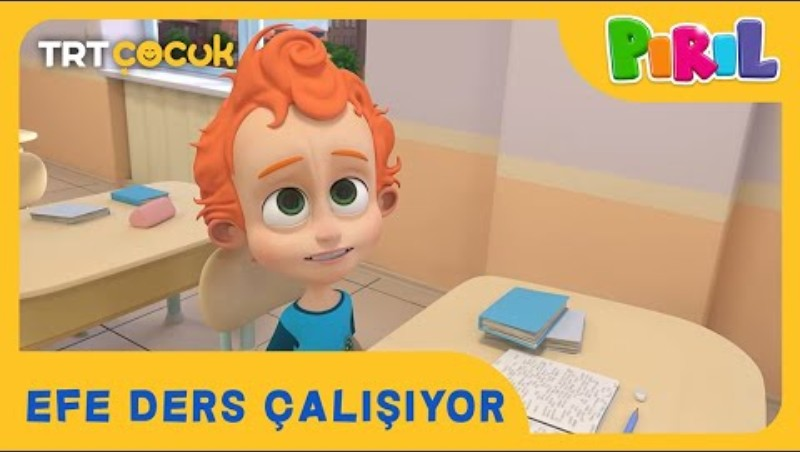 TRT çocuk
PIRIL
EFE DERS ÇALIŞIYOR